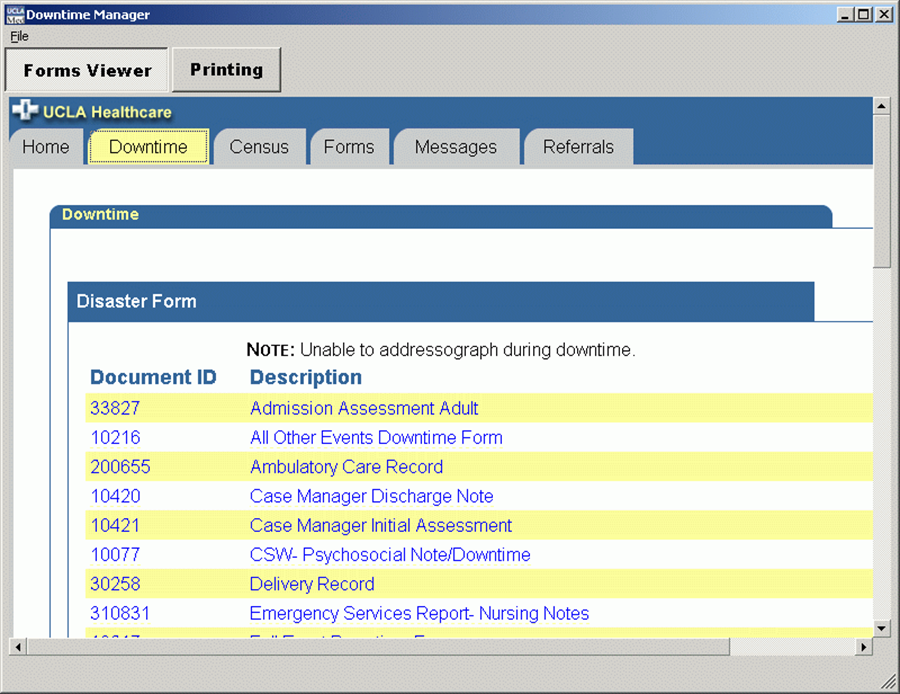 UCLA
Med
Downtime Manager
File
Forms Viewer Printing
UCLA Healthcare
Home Downtime Census Forms Messages Referrals
Downtime
Disaster Form
NOTE: Unable to addressograph during downtime.
Document ID Description
33827 Admission Assessment Adult
10216 All Other Events Downtime Form
200655 Ambulatory Care Record
10420 Case Manager Discharge Note
10421 Case Manager Initial Assessment
10077 CSW- Psychosocial Note/Downtime
30258 Delivery Record
310831 Emergency Services Report- Nursing Notes